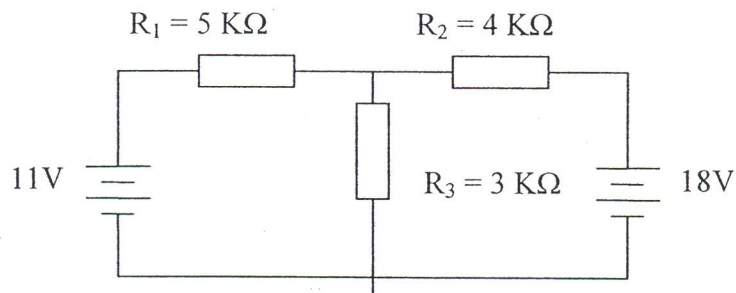 R₁ = 5 KΩ
R₂ = 4 KΩ
11V
R₃ = 3 KΩ
18V